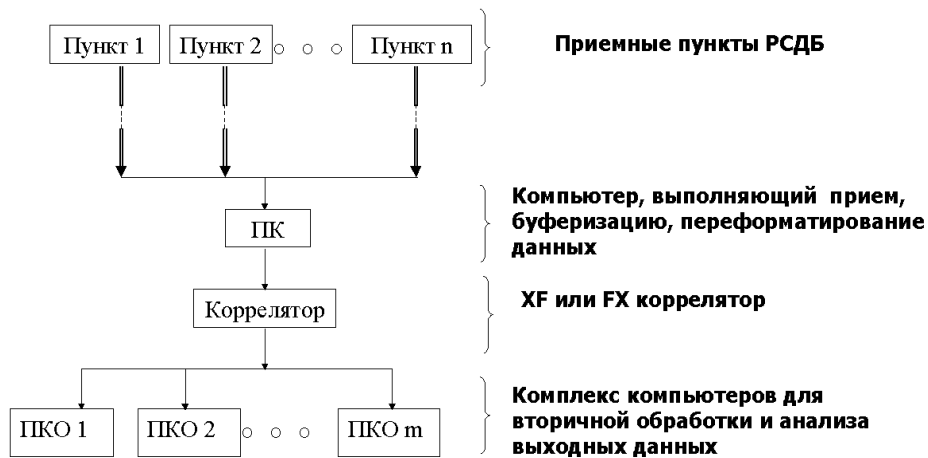 Пункт 1
Пункт 2
Пункт n
Приемные пункты РСДБ
Компьютер, выполняющий прием,
буферизацию, переформатирование
данных
ПК
XF или FX коррелятор
Коррелятор
Комплекс компьютеров для
вторичной обработки и анализа
выходных данных
ПКО 1
ПКО 2
ПКО m